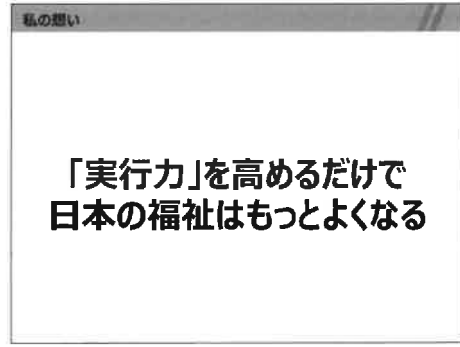 私の想い
「実行力」を高めるだけで
日本の福祉はもっとよくなる